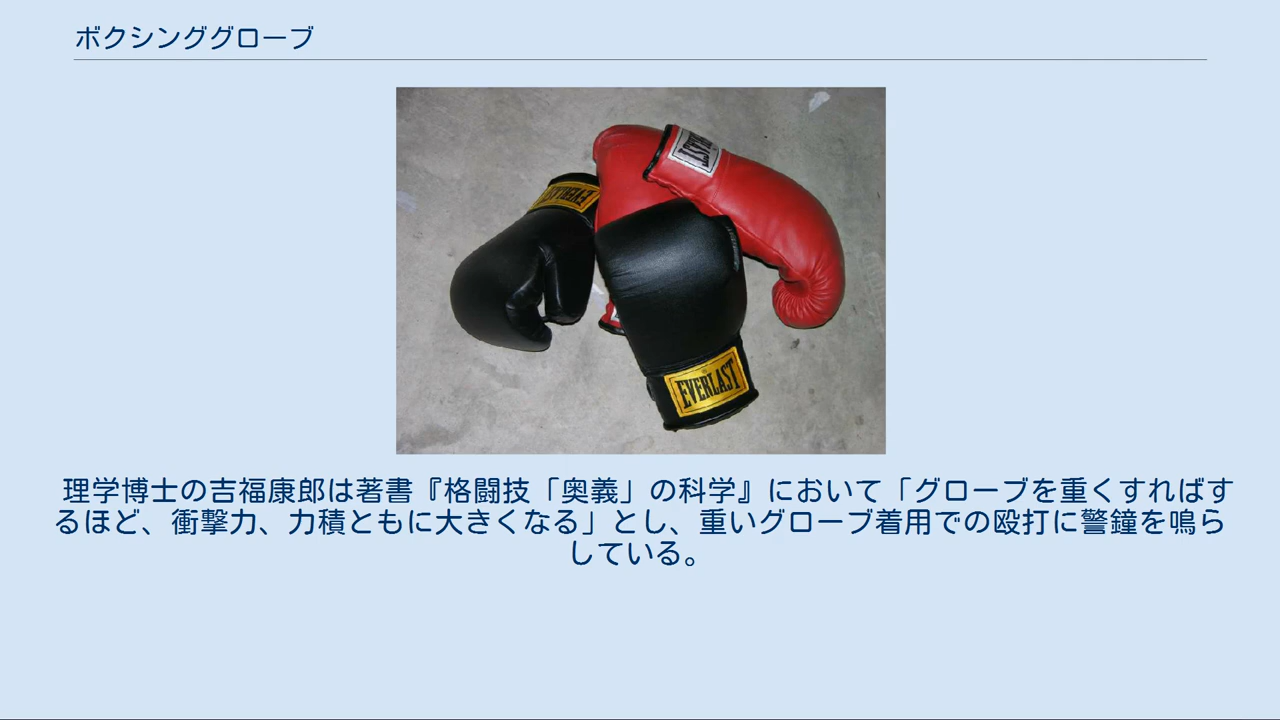 ボクシンググローブ
EVERLAST
EVERLAST
理学博士の吉福康郎は著書『格闘技「奥義」の科学』において「グローブを重くすればす
るほど、衝撃力、力積ともに大きくなる」とし、重いグローブ着用での殴打に警鐘を鳴ら
している。